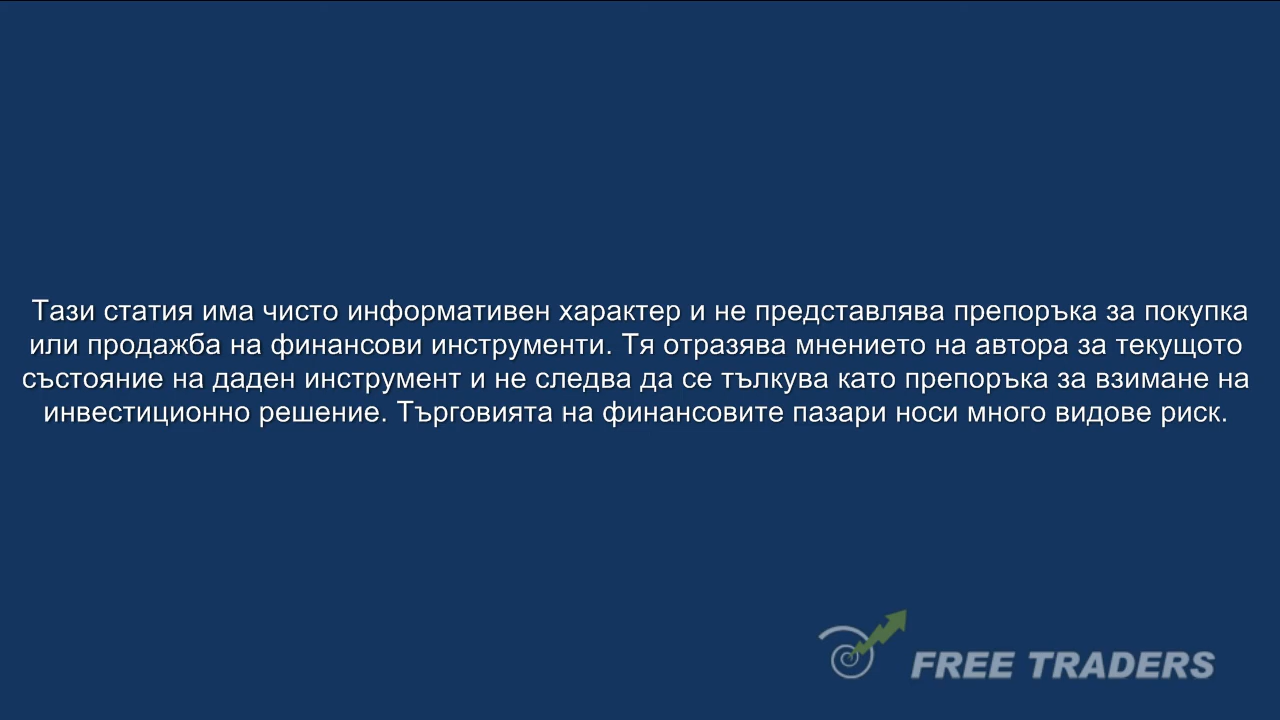 Тази статия има чисто информативен характер и не представлява препоръка за покупка
или продажба на финансови инструменти. Тя отразява мнението на автора за текущото
състояние на даден инструмент и не следва да се тълкува като препоръка за взимане на
инвестиционно решение. Търговията на финансовите пазари носи много видове риск.
FREE TRADERS